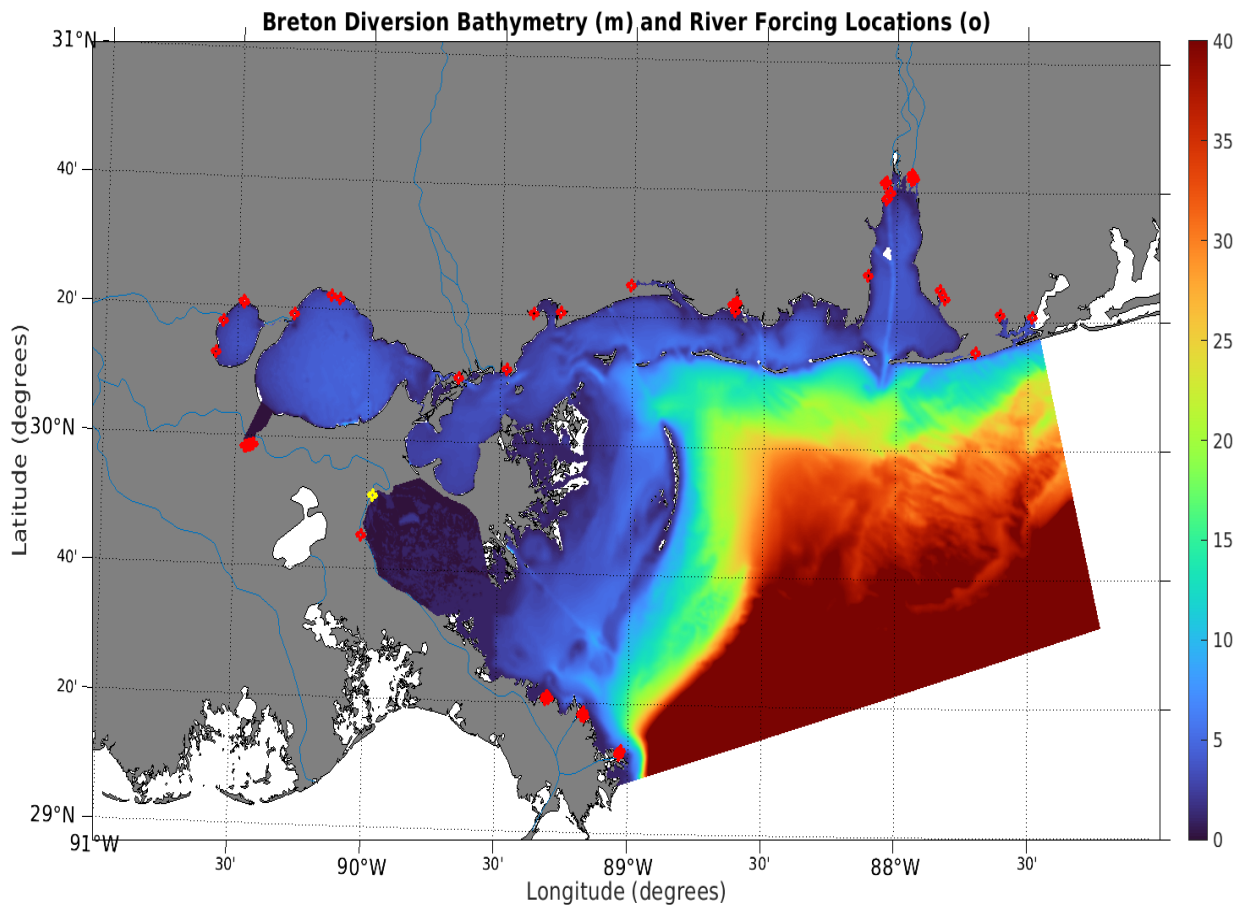 Breton Diversion Bathymetry (m) and River Forcing Locations (o)
31°N
40'
20'
30°N
40'
20'
29°N
91°W
30'
90°W
30'
89°W
30'
88°W
30'
Latitude (degrees)
Longitude (degrees)
40
35
30
25
20
15
10
5
0